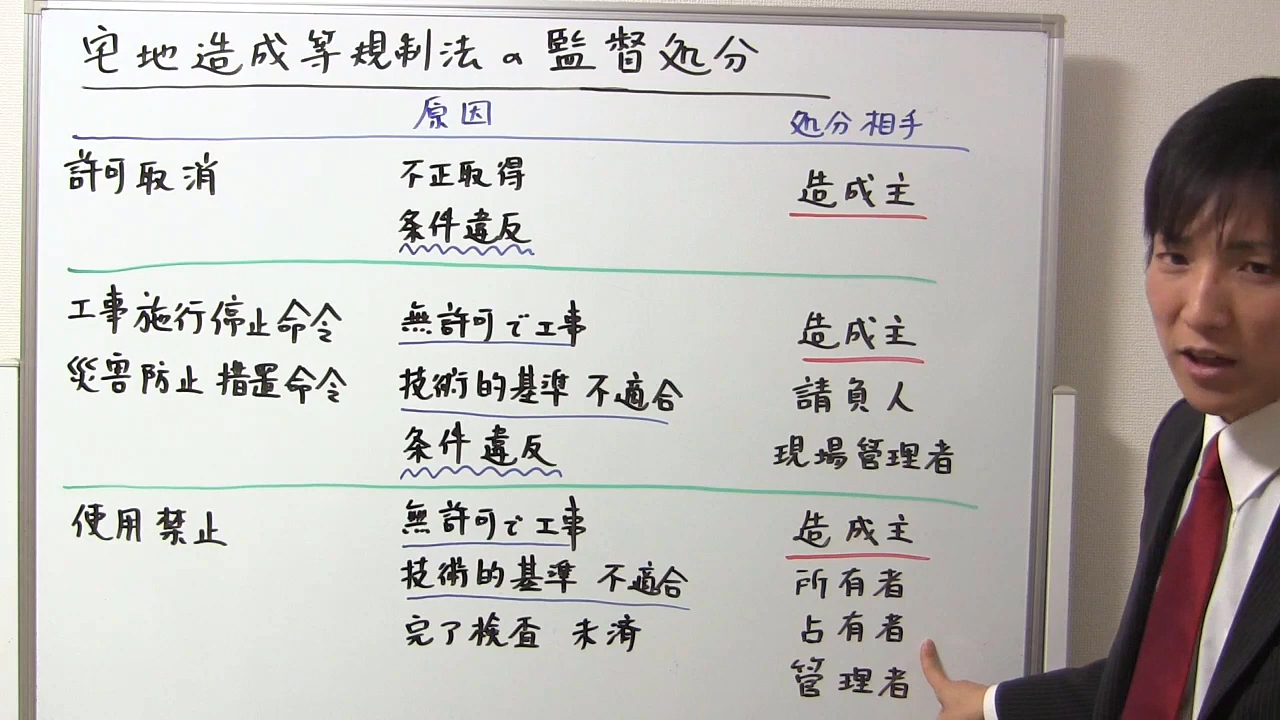 宅地造成等規制法の監督処分
原因 処分相手
許可取消 不正取得 造成主
条件違反
工事施行停止命令 無許可で工事 造成主
災害防止措置命令 技術的基準 不適合 請負人
条件違反 現場管理者
使用禁止 無許可で工事 造成主
技術的基準 不適合 所有者
完了検査 未済 占有者
管理者